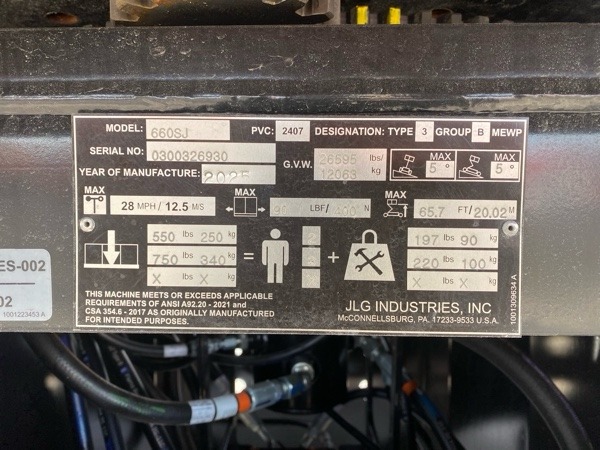 MODEL: 660SJ PVC: 2407 DESIGNATION: TYPE 3 GROUP B MEWP
SERIAL NO: 0300326930
G.V.W. 26595 lbs/ 12063 kg
MAX 5° MAX 5°
YEAR OF MANUFACTURE: 2025
MAX 28 MPH / 12.5 M/S
MAX LBF/ N
MAX 65.7 FT/ 20.02 M
550 lbs 250 kg = + 197 lbs 90 kg
750 lbs 340 kg 220 lbs 100 kg
X lbs X kg X lbs X kg
THIS MACHINE MEETS OR EXCEEDS APPLICABLE
REQUIREMENTS OF ANSI A92.20 - 2021 and
CSA 354.6 - 2017 AS ORIGINALLY MANUFACTURED
FOR INTENDED PURPOSES.
JLG INDUSTRIES, INC
McCONNELLSBURG, PA. 17233-9533 U.S.A.
1001309634 A
ES-002
02
1001223453 A